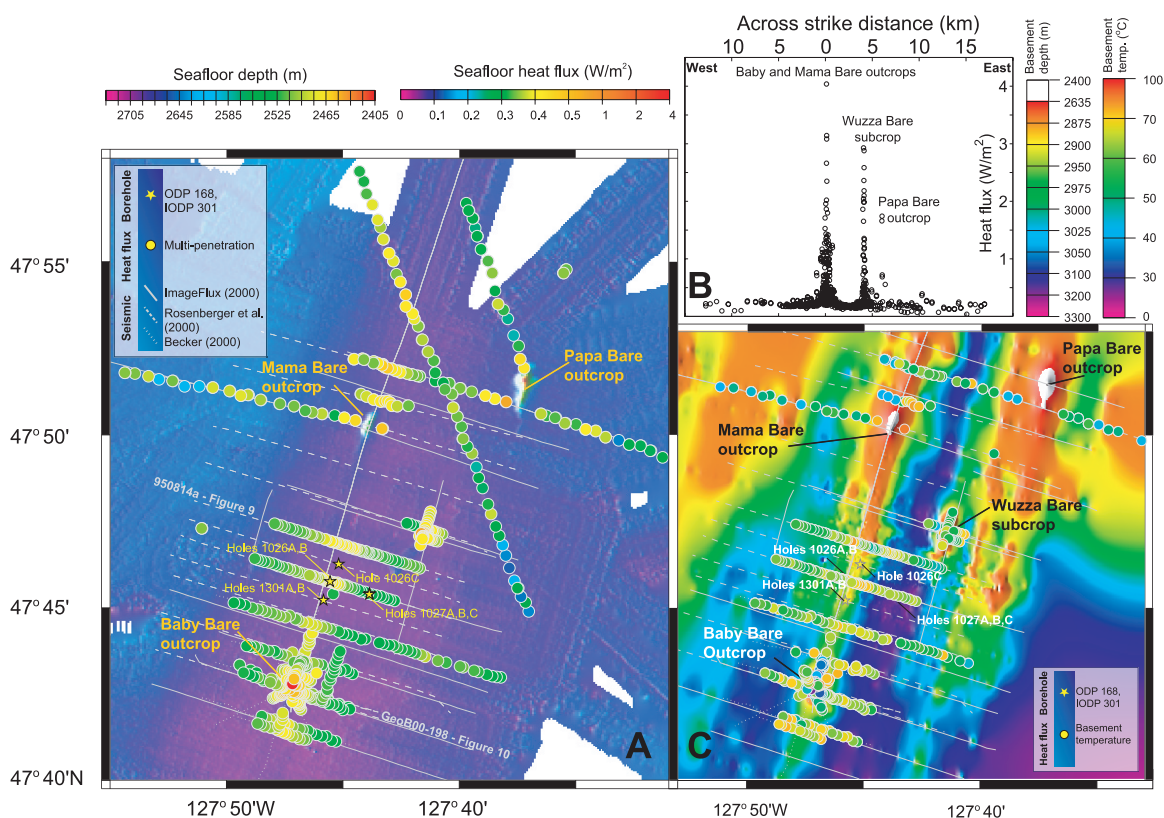 Seafloor depth (m)
2705 2645 2585 2525 2465 2405
Seafloor heat flux (W/m²)
0 0.1 0.2 0.3 0.4 0.5 1 2 4
Across strike distance (km)
10 5 0 5 10 15
West Baby and Mama Bare outcrops East
Wuzza Bare
subcrop
Papa Bare
outcrop
B
Heat flux (W/m²)
4
3
2
1
Basement
depth (m)
2400
2635
2875
2900
2950
2975
3000
3050
3100
3200
3300
Basement
temp. (°C)
100
80
60
40
30
10
0
Borehole
Heat flux
Seismic
ODP 168,
IODP 301
Multi-penetration
ImageFlux (2000)
Rosenberger et al.
(2000)
Becker (2000)
47°55'
47°50'
47°45'
47°40'N
Mama Bare
outcrop
Papa Bare
outcrop
950814a - Figure 9
Holes 1026A,B
Hole 1026C
Holes 1301A,B
Holes 1027A,B,C
Baby Bare
outcrop
GeoB00-198 - Figure 10
A
127°50'W
127°40'
Papa Bare
outcrop
Mama Bare
outcrop
Wuzza Bare
subcrop
Holes 1026A,B
Hole 1026C
Holes 1301A,B
Holes 1027A,B,C
Baby Bare
Outcrop
C
Borehole
Heat flux
ODP 168,
IODP 301
Basement
temperature
127°50'W
127°40'